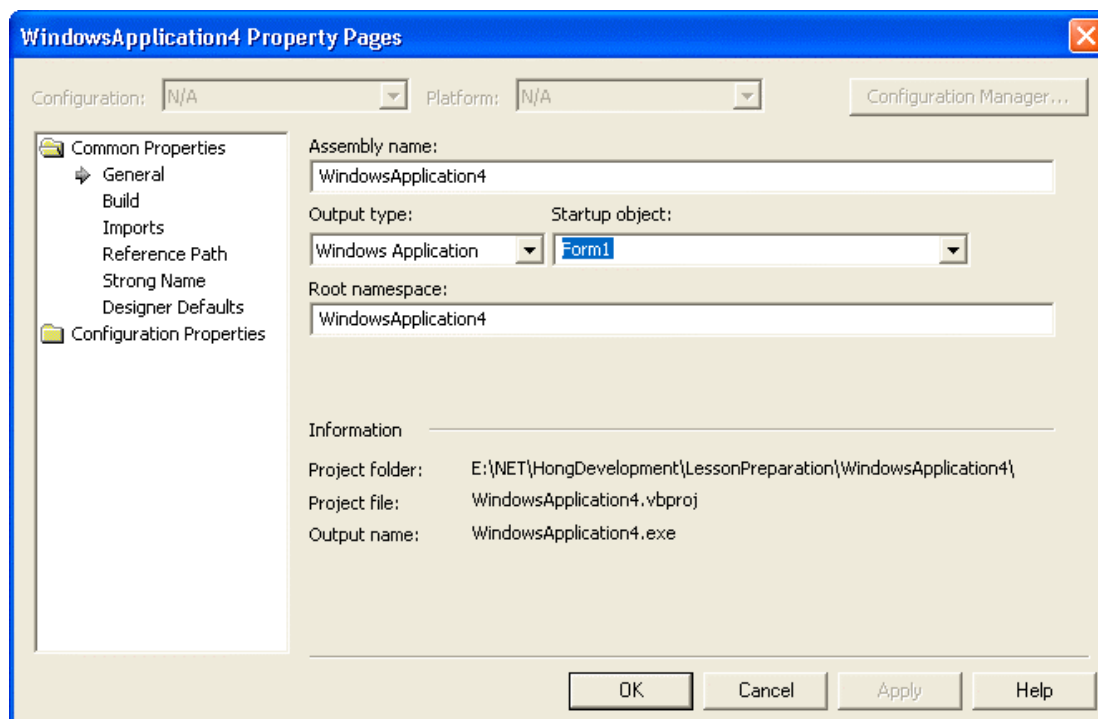 WindowsApplication4 Property Pages
Configuration: N/A Platform: N/A Configuration Manager...
Common Properties
General
Build
Imports
Reference Path
Strong Name
Designer Defaults
Configuration Properties
Assembly name:
WindowsApplication4
Output type: Startup object:
Windows Application Form1
Root namespace:
WindowsApplication4
Information
Project folder: E:\NET\HongDevelopment\LessonPreparation\WindowsApplication4\
Project file: WindowsApplication4.vbproj
Output name: WindowsApplication4.exe
OK Cancel Apply Help